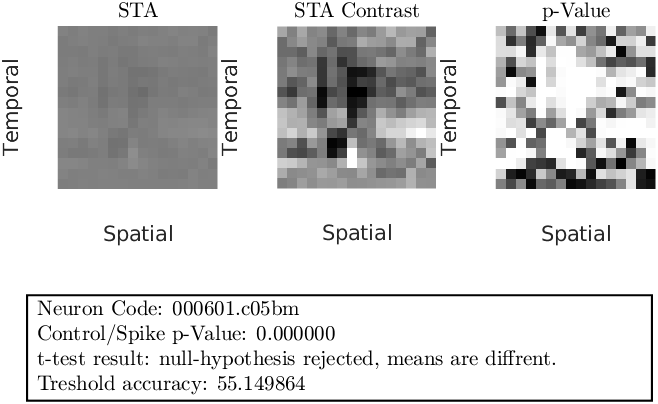 STA
STA Contrast
p-Value
Temporal
Temporal
Temporal
Spatial
Spatial
Spatial
Neuron Code: 000601.c05bm
Control/Spike p-Value: 0.000000
t-test result: null-hypothesis rejected, means are diffrent.
Treshold accuracy: 55.149864